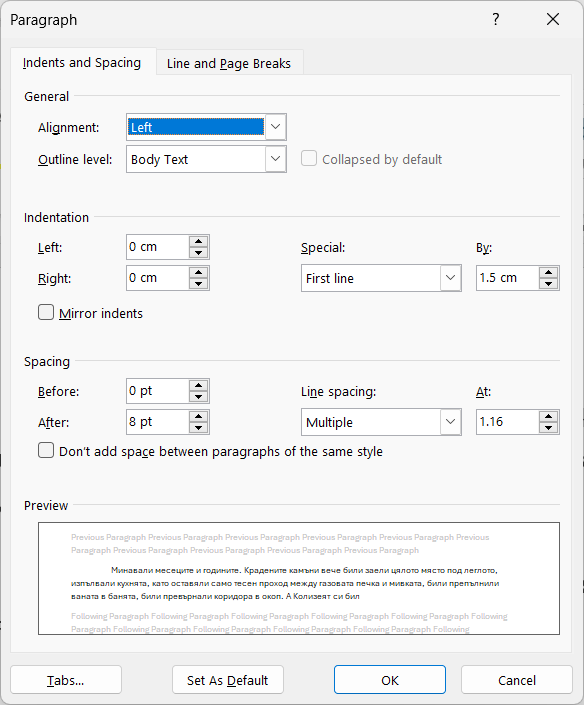 Paragraph ? ×
Indents and Spacing Line and Page Breaks
General
Alignment: Left
Outline level: Body Text Collapsed by default
Indentation
Left: 0 cm Special: By:
Right: 0 cm First line 1.5 cm
Mirror indents
Spacing
Before: 0 pt Line spacing: At:
After: 8 pt Multiple 1.16
Don't add space between paragraphs of the same style
Preview
Previous Paragraph Previous Paragraph Previous Paragraph Previous Paragraph Previous Paragraph Previous
Paragraph Previous Paragraph Previous Paragraph Previous Paragraph Previous Paragraph
Минавали месеците и годините. Крадените камъни вече били заели цялото място под леглото,
изпълвали кухнята, като оставяли само тесен проход между газовата печка и мивката, били препълнили
ваната в банята, били превърнали коридора в окоп. А Колизеят си бил
Following Paragraph Following Paragraph Following Paragraph Following Paragraph Following Paragraph
Paragraph Following Paragraph Following Paragraph Following Paragraph Following
Tabs... Set As Default OK Cancel